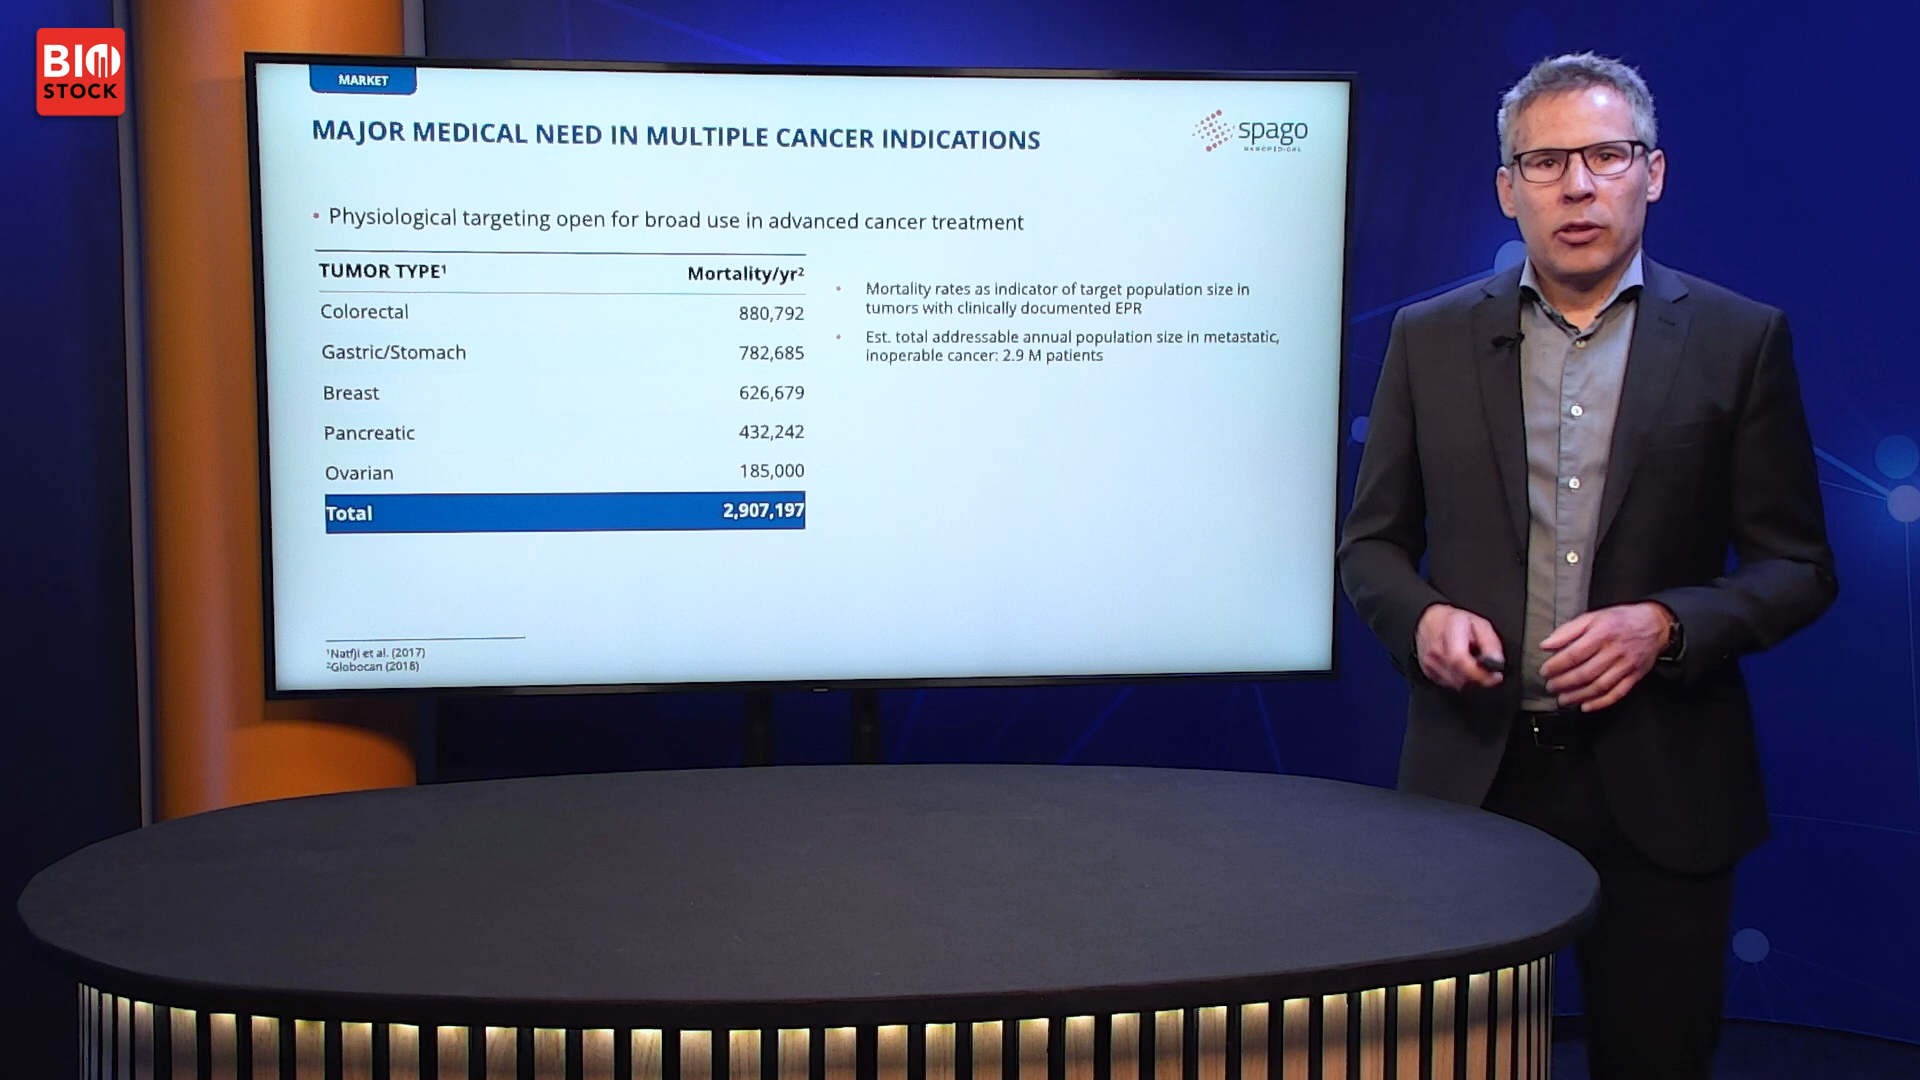 BIO
STOCK
MARKET
MAJOR MEDICAL NEED IN MULTIPLE CANCER INDICATIONS
spago
NANOMEDICAL
• Physiological targeting open for broad use in advanced cancer treatment
TUMOR TYPE¹ Mortality/yr²
Colorectal 880,792
Gastric/Stomach 782,685
Breast 626,679
Pancreatic 432,242
Ovarian 185,000
Total 2,907,197
• Mortality rates as indicator of target population size in
tumors with clinically documented EPR
• Est. total addressable annual population size in metastatic,
inoperable cancer: 2.9 M patients
¹Natfji et al. (2017)
²Globocan (2018)